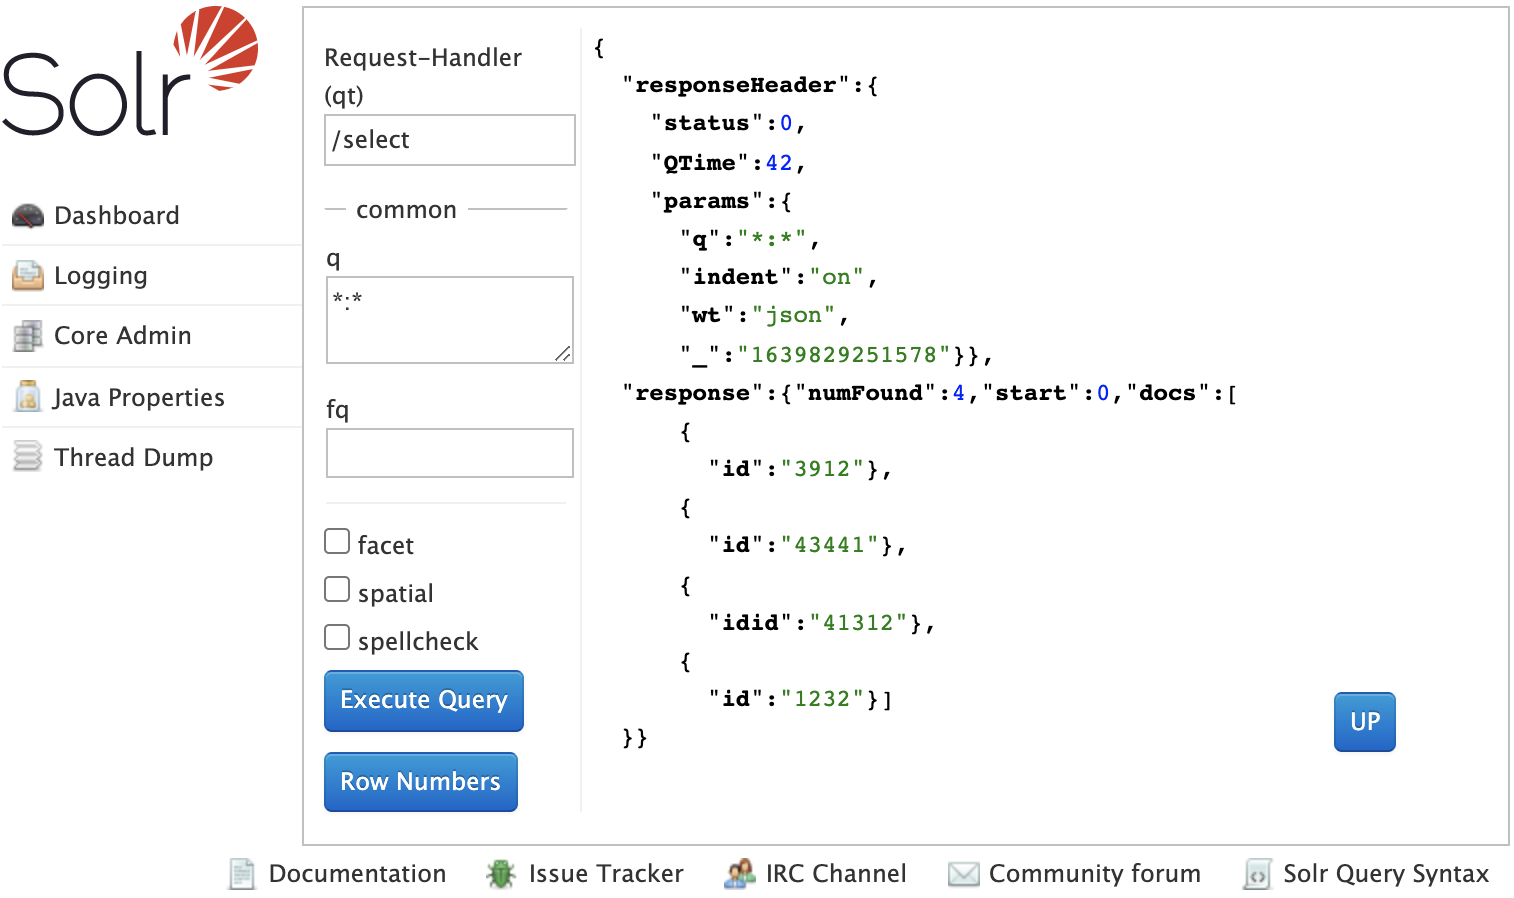 Solr
Dashboard
Logging
Core Admin
Java Properties
Thread Dump
Request-Handler
(qt)
/select
common
q
*:*
fq
facet
spatial
spellcheck
Execute Query
Row Numbers
{
"responseHeader":{
"status":0,
"QTime":42,
"params":{
"q":"*:*",
"indent":"on",
"wt":"json",
"_":"1639829251578"}},
"response":{"numFound":4,"start":0,"docs":[
{
"id":"3912"},
{
"id":"43441"},
{
"idid":"41312"},
{
"id":"1232"}]
}}
UP
Documentation
Issue Tracker
IRC Channel
Community forum
Solr Query Syntax